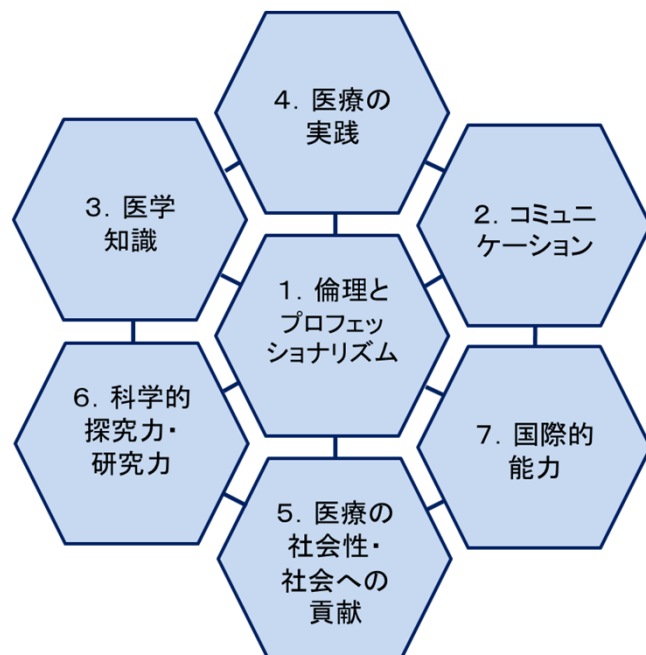 4．医療の
実践
3．医学
知識
2．コミュニ
ケーション
1．倫理と
プロフェッ
ショナリズム
6．科学的
探究力・
研究力
7．国際的
能力
5．医療の
社会性・
社会への
貢献